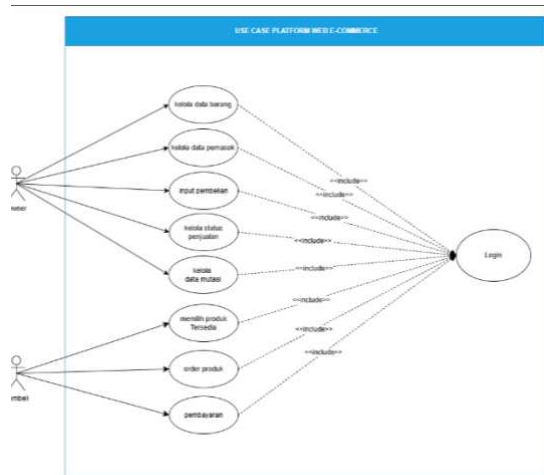 USE CASE PLATFORM WEB E-COMMERCE
kelola data barang
kelola data pemasok
input pembelian
kelola status
penjualan
kelola
data mutasi
memilih produk
Tersedia
order produk
pembayaran
<<include>>
<<include>>
<<include>>
<<include>>
<<include>>
<<include>>
<<include>>
<<include>>
Login